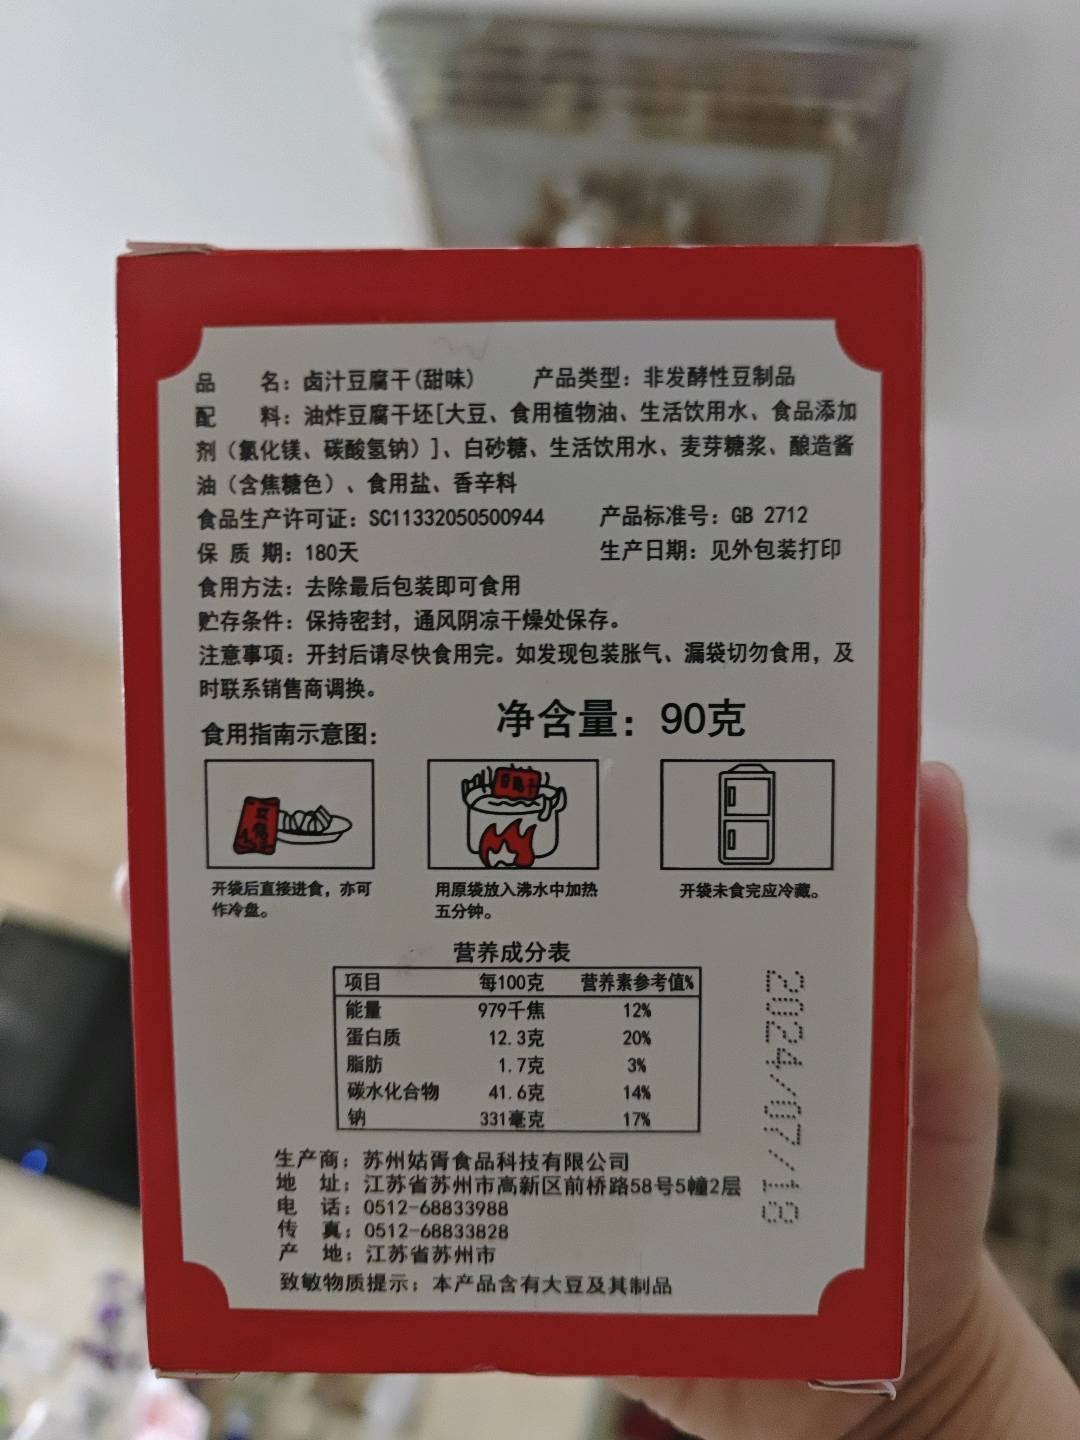 品 名：卤汁豆腐干(甜味) 产品类型：非发酵性豆制品
配 料：油炸豆腐干坯[大豆、食用植物油、生活饮用水、食品添加
剂（氯化镁、碳酸氢钠）]、白砂糖、生活饮用水、麦芽糖浆、酿造酱
油（含焦糖色）、食用盐、香辛料
食品生产许可证：SC11332050500944 产品标准号：GB 2712
保 质 期：180天 生产日期：见外包装打印
食用方法：去除最后包装即可食用
贮存条件：保持密封，通风阴凉干燥处保存。
注意事项：开封后请尽快食用完。如发现包装胀气、漏袋切勿食用，及
时联系销售商调换。
净含量：90克
食用指南示意图：
豆腐干
开袋后直接进食，亦可
作冷盘。
用原袋放入沸水中加热
五分钟。
开袋未食完应冷藏。
营养成分表
项目 每100克 营养素参考值%
能量 979千焦 12%
蛋白质 12.3克 20%
脂肪 1.7克 3%
碳水化合物 41.6克 14%
钠 331毫克 17%
2024/07/18
生产商：苏州姑胥食品科技有限公司
地 址：江苏省苏州市高新区前桥路58号5幢2层
电 话：0512-68833988
传 真：0512-68833828
产 地：江苏省苏州市
致敏物质提示：本产品含有大豆及其制品